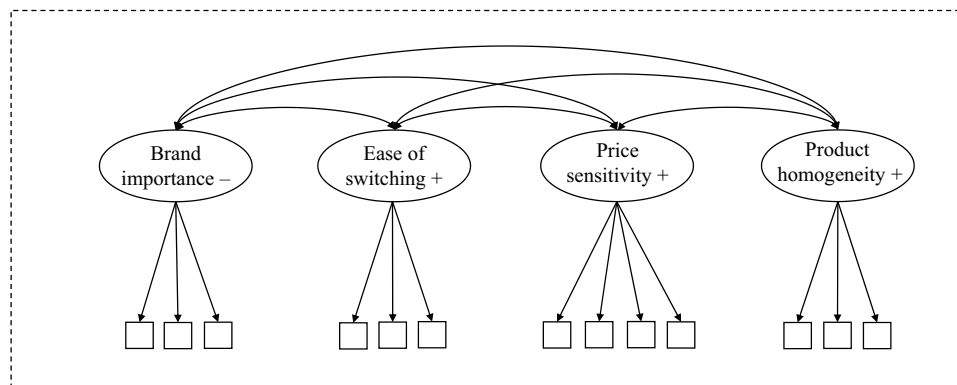 Brand
importance –
Ease of
switching +
Price
sensitivity +
Product
homogeneity +